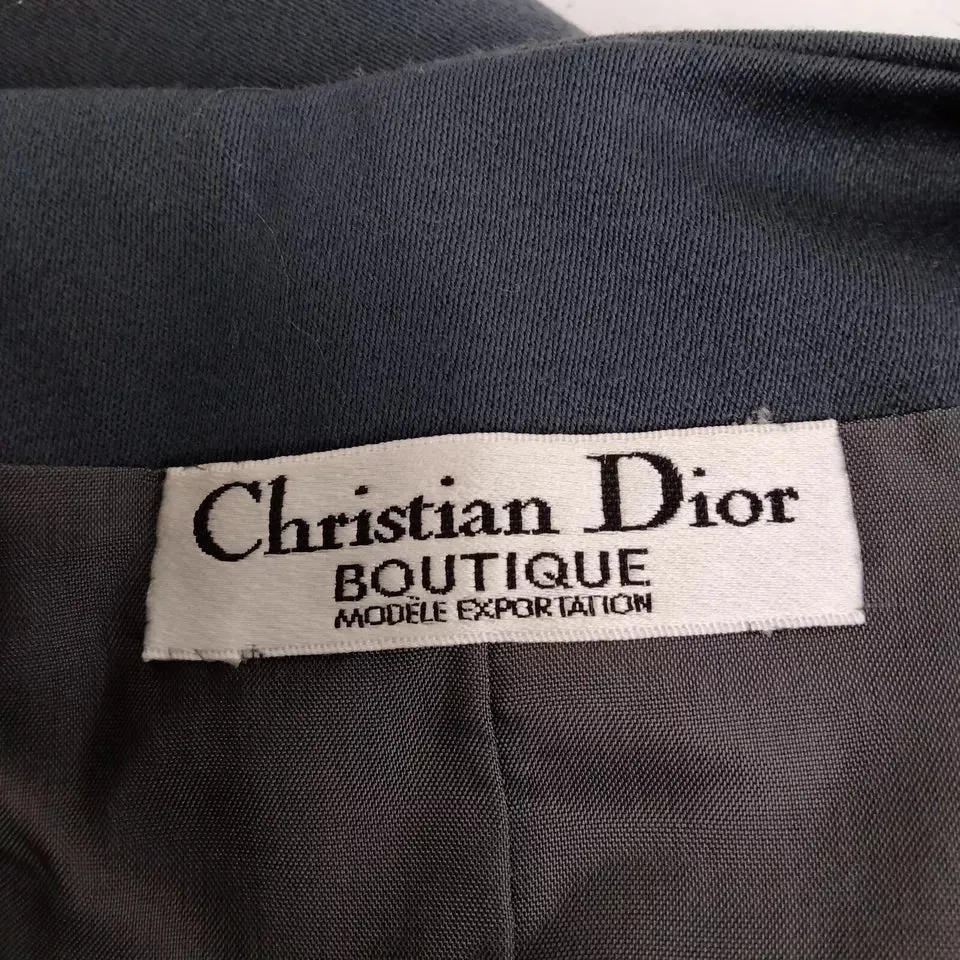 Christian Dior
BOUTIQUE
MODÈLE EXPORTATION